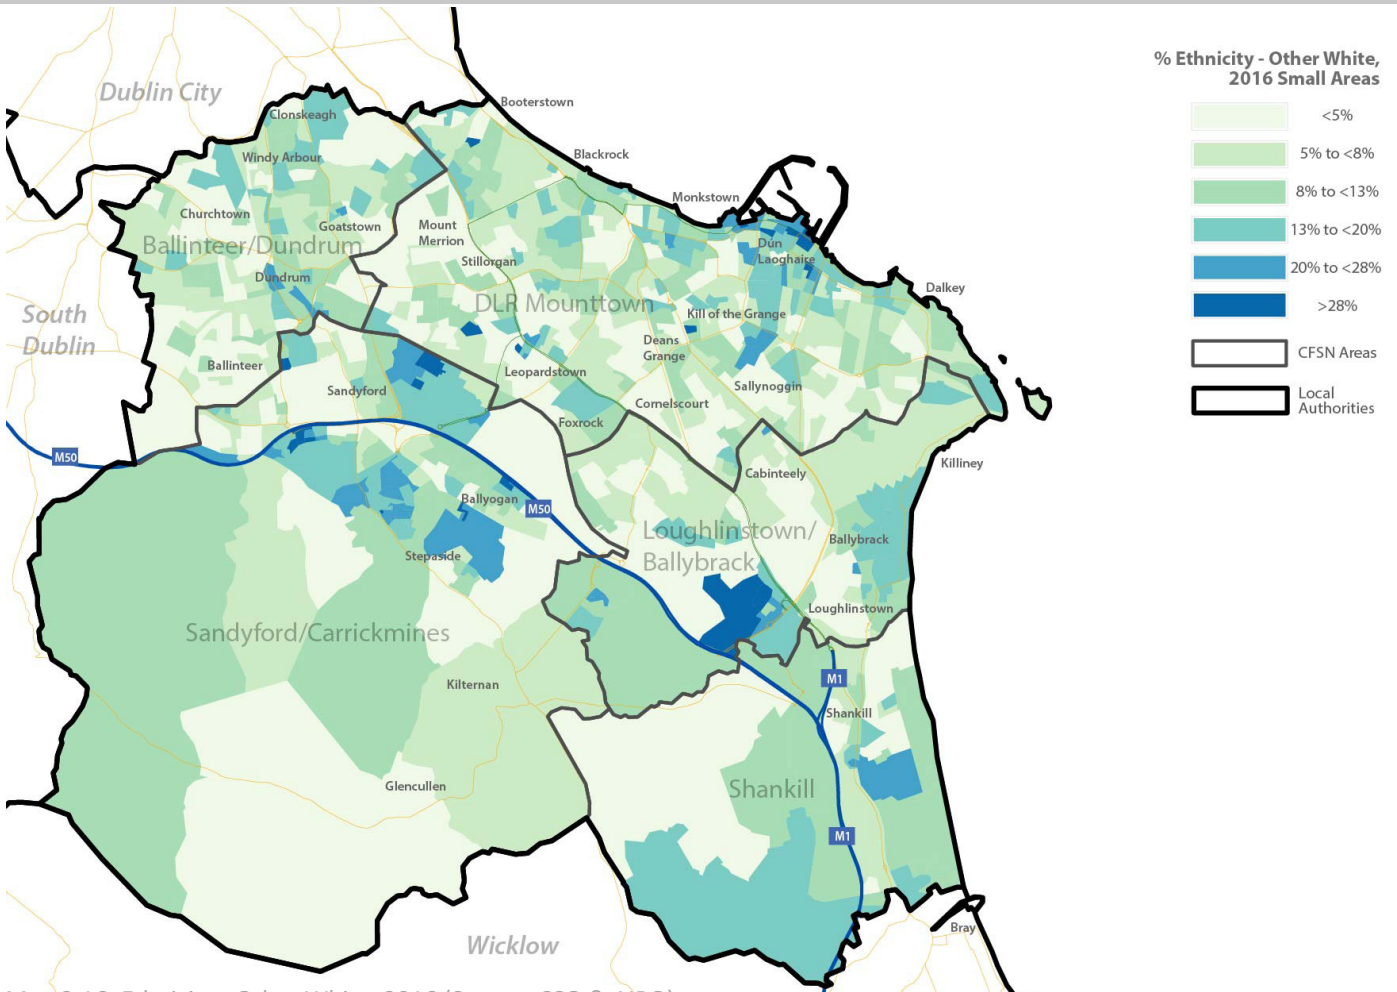 % Ethnicity - Other White,
2016 Small Areas
<5%
5% to <8%
8% to <13%
13% to <20%
20% to <28%
>28%
CFSN Areas
Local
Authorities
Dublin City
Booterstown
Clonskeagh
Blackrock
Windy Arbour
Monkstown
Churchtown
Goatstown
Mount
Merrion
Ballinteer/Dundrum
Dún
Laoghaire
Stillorgan
Dundrum
Dalkey
DLR Mounttown
South
Dublin
Kill of the Grange
Deans
Grange
Ballinteer
Leopardstown
Sandyford
Sallynoggin
Cornelscourt
Foxrock
M50
Killiney
Cabinteely
Ballyogan
M50
Loughlinstown/
Ballybrack
Ballybrack
Stepaside
Loughlinstown
Sandyford/Carrickmines
M1
Kilternan
Shankill
Glencullen
Shankill
M1
Bray
Wicklow